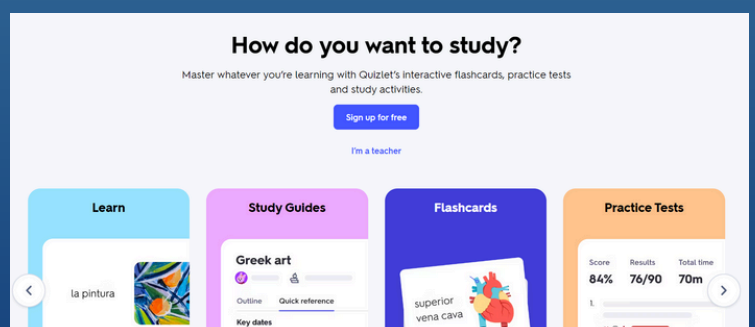 How do you want to study?
Master whatever you're learning with Quizlet's interactive flashcards, practice tests
and study activities.
Sign up for free
I'm a teacher
Learn
Study Guides
Flashcards
Practice Tests
Greek art
Score Results Total time
84% 76/90 70m
la pintura
Outline Quick reference
superior
vena cava
1.
Key dates